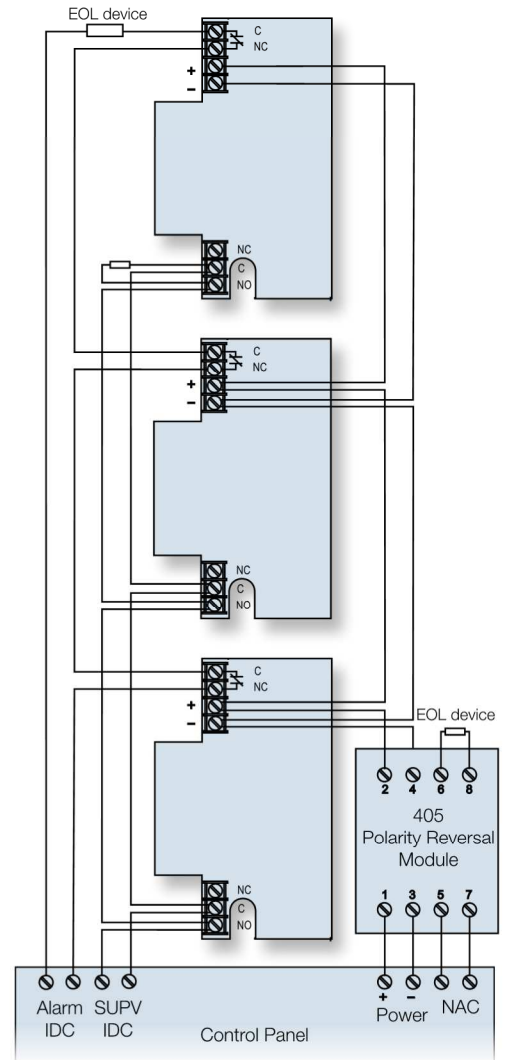 EOL device
C
NC
+
−
NC
C
NO
C
NC
+
−
NC
C
NO
C
NC
+
−
EOL device
2 4 6 8
405
Polarity Reversal
Module
NC
C
NO
1 3 5 7
+ −
Alarm
IDC
SUPV
IDC
Power
NAC
Control Panel